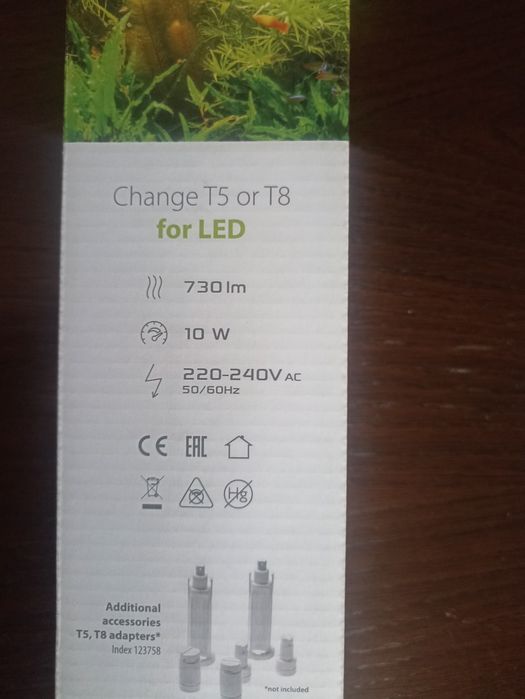 Change T5 or T8
for LED
730 lm
10 W
220-240V AC
50/60Hz
CE EAC
Hg
Additional
accessories
T5, T8 adapters*
Index 123758
*not included